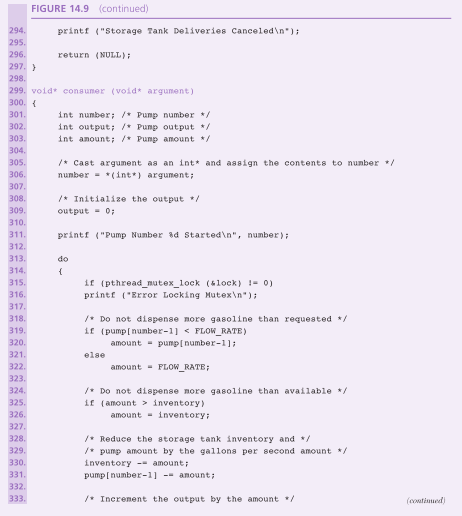 FIGURE 14.9 (continued)
294. printf ("Storage Tank Deliveries Canceled\n");
295.
296. return (NULL);
297. }
298.
299. void* consumer (void* argument)
300. {
301. int number; /* Pump number */
302. int output; /* Pump output */
303. int amount; /* Pump amount */
304.
305. /* Cast argument as an int* and assign the contents to number */
306. number = *(int*) argument;
307.
308. /* Initialize the output */
309. output = 0;
310.
311. printf ("Pump Number %d Started\n", number);
312.
313. do
314. {
315. if (pthread_mutex_lock (&lock) != 0)
316. printf ("Error Locking Mutex\n");
317.
318. /* Do not dispense more gasoline than requested */
319. if (pump[number-1] < FLOW_RATE)
320. amount = pump[number-1];
321. else
322. amount = FLOW_RATE;
323.
324. /* Do not dispense more gasoline than available */
325. if (amount > inventory)
326. amount = inventory;
327.
328. /* Reduce the storage tank inventory and */
329. /* pump amount by the gallons per second amount */
330. inventory -= amount;
331. pump[number-1] -= amount;
332.
333. /* Increment the output by the amount */
(continued)